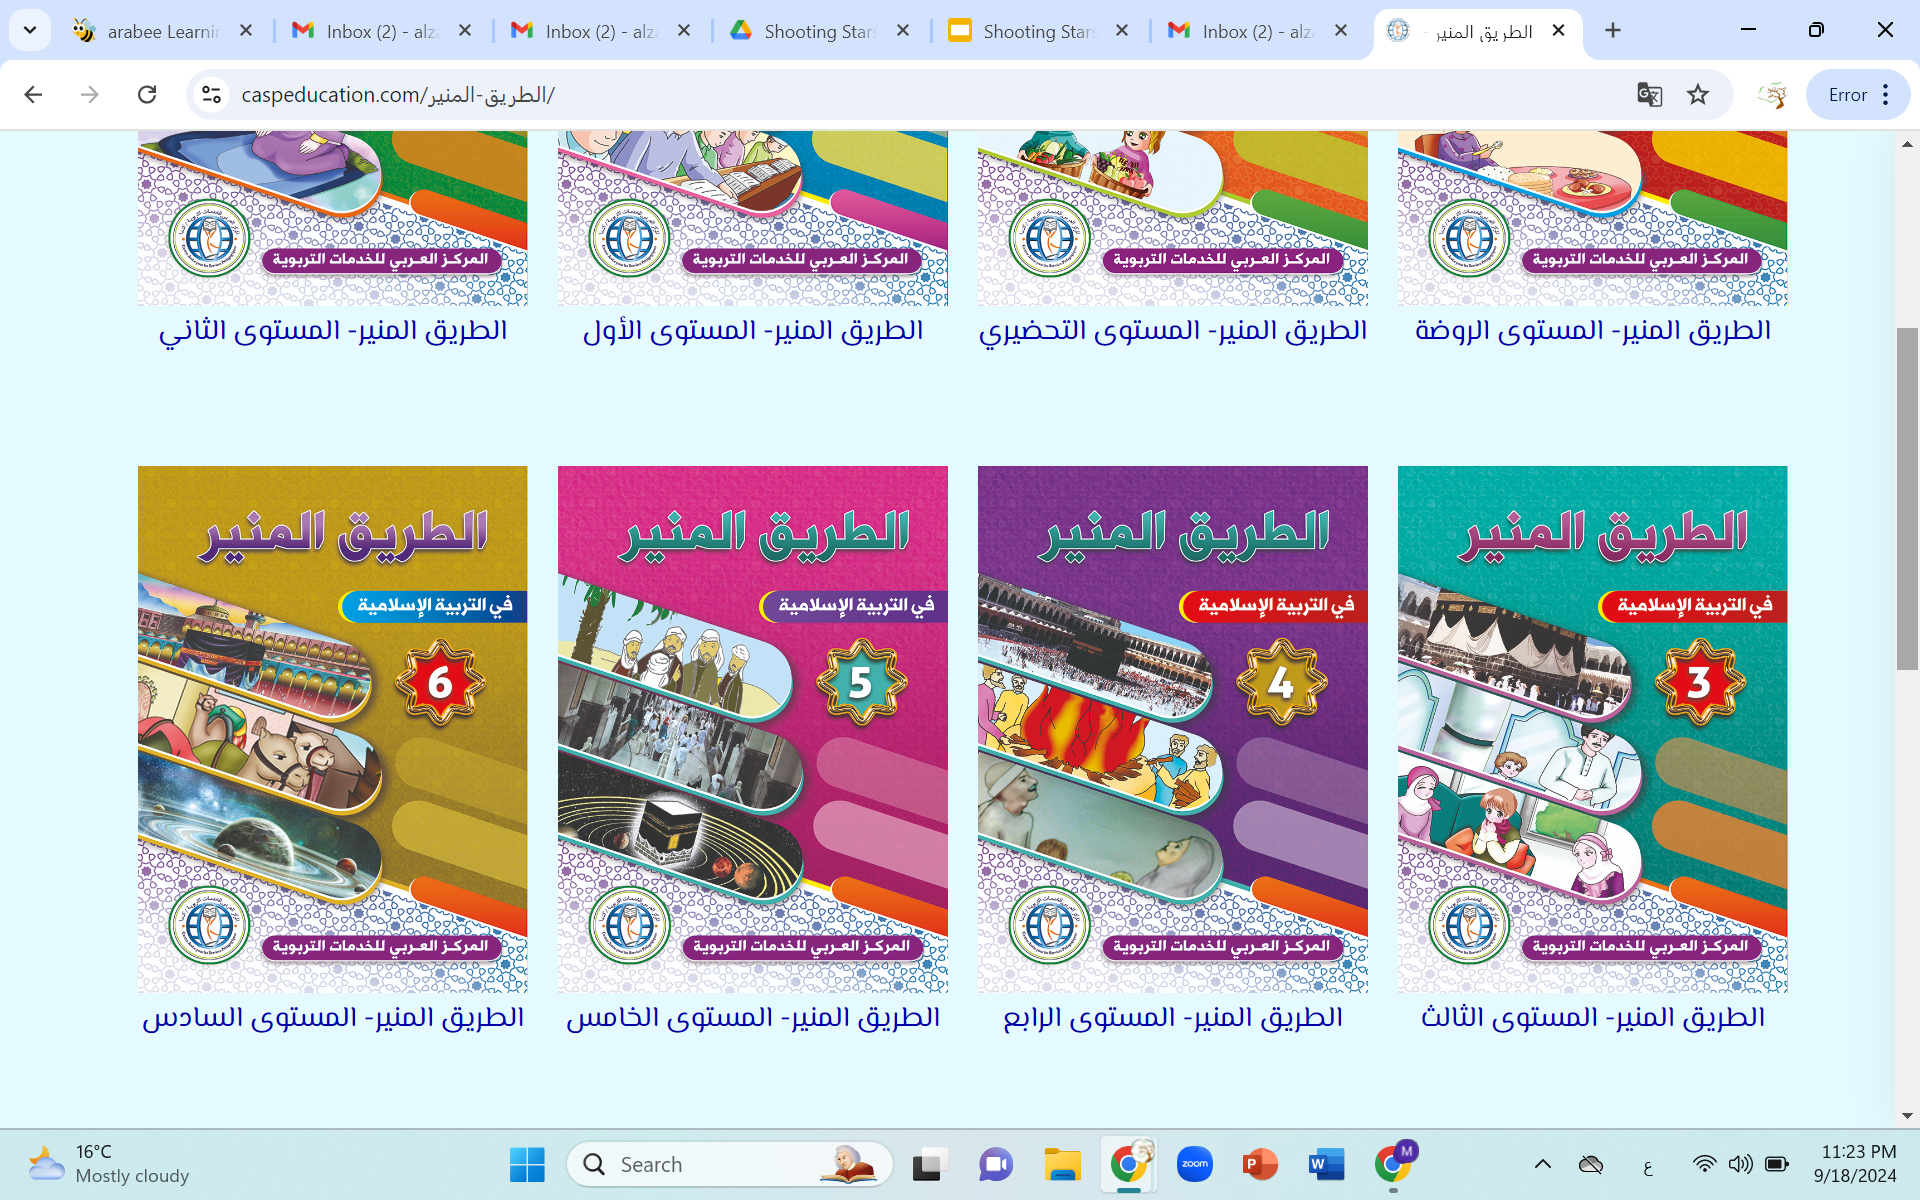 arabee Learnin
Inbox (2) - alza
Inbox (2) - alza
Shooting Stars
Shooting Stars
Inbox (2) - alza
الطريق المنير -
caspeducation.com/الطريق-المنير/
Error
المركز العربي للخدمات التربوية
المركز العربي للخدمات التربوية
المركز العربي للخدمات التربوية
المركز العربي للخدمات التربوية
الطريق المنير- المستوى الروضة
الطريق المنير- المستوى التحضيري
الطريق المنير- المستوى الأول
الطريق المنير- المستوى الثاني
الطريق المنير
في التربية الإسلامية
3
المركز العربي للخدمات التربوية
الطريق المنير- المستوى الثالث
الطريق المنير
في التربية الإسلامية
4
المركز العربي للخدمات التربوية
الطريق المنير- المستوى الرابع
الطريق المنير
في التربية الإسلامية
5
المركز العربي للخدمات التربوية
الطريق المنير- المستوى الخامس
الطريق المنير
في التربية الإسلامية
6
المركز العربي للخدمات التربوية
الطريق المنير- المستوى السادس
16°C
Mostly cloudy
Search
zoom
M
ع
11:23 PM
9/18/2024